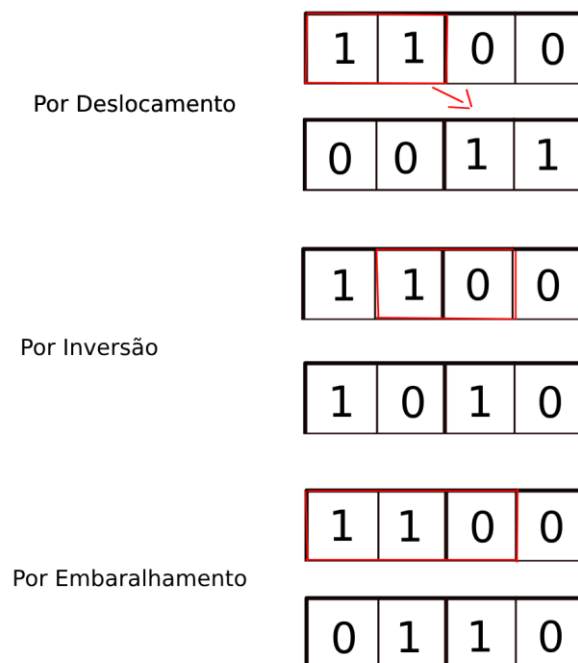 1 1 0 0
Por Deslocamento
0 0 1 1
1 1 0 0
Por Inversão
1 0 1 0
1 1 0 0
Por Embaralhamento
0 1 1 0